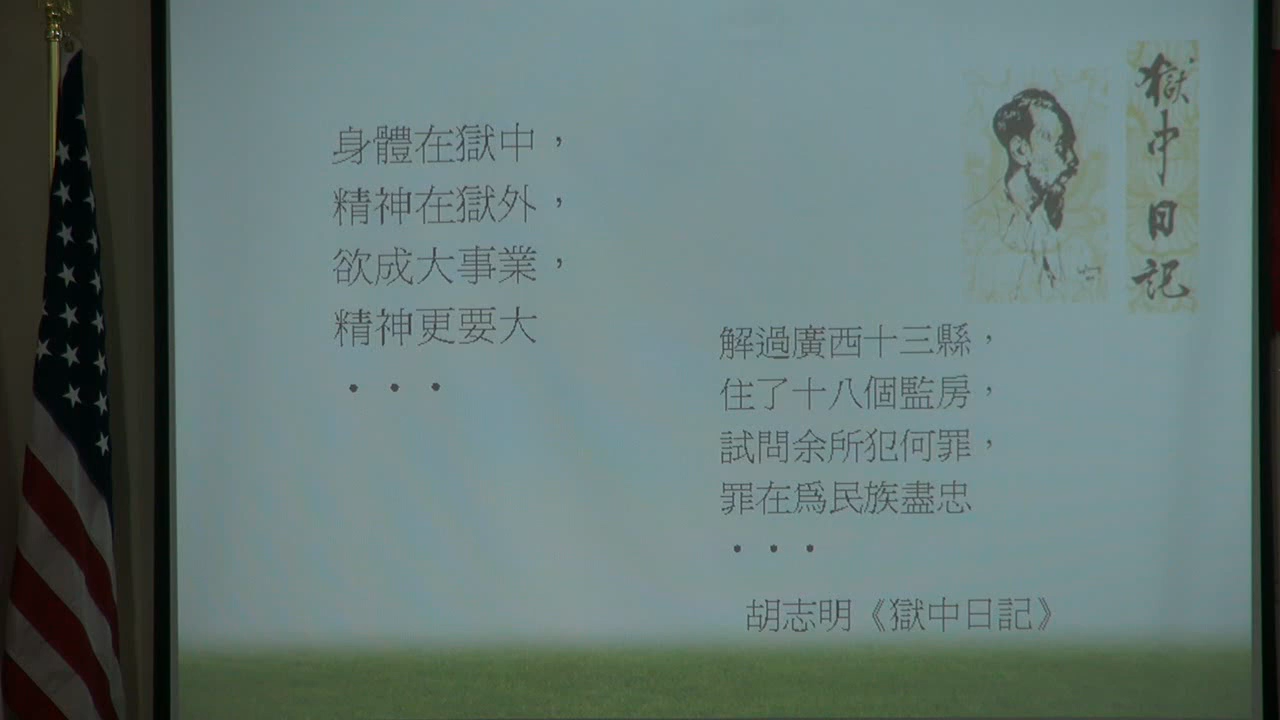 身體在獄中，
精神在獄外，
欲成大事業，
精神更要大
・・・
獄中日記
解過廣西十三縣，
住了十八個監房，
試問余所犯何罪，
罪在爲民族盡忠
・・・
胡志明《獄中日記》